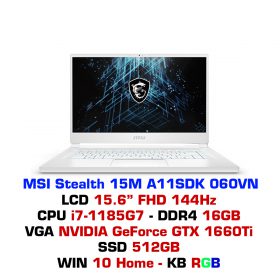 MSI Stealth 15M A11SDK 060VN
LCD 15.6” FHD 144Hz
CPU i7-1185G7 - DDR4 16GB
VGA NVIDIA GeForce GTX 1660Ti
SSD 512GB
WIN 10 Home - KB RGB